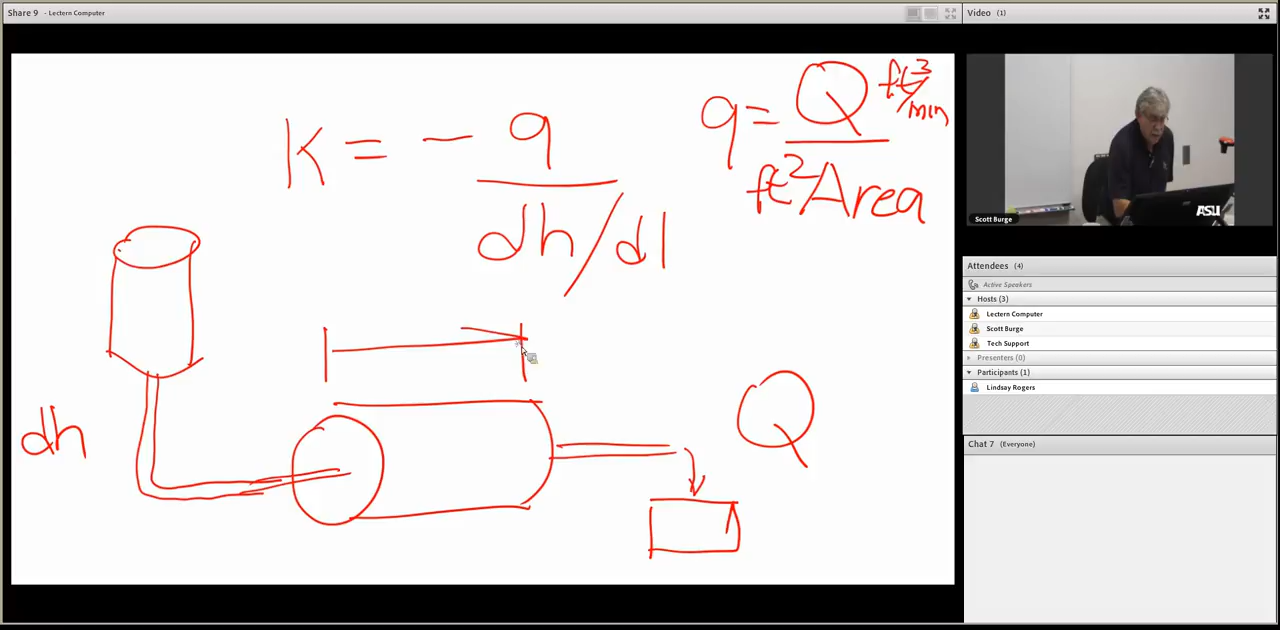 Share 9 - Lectern Computer
K = - q / dh/dl
q = Q ft³/min / ft² Area
dh
Q
Video (1)
Scott Burge
ASU
Attendees (4)
Active Speakers
Hosts (3)
Lectern Computer
Scott Burge
Tech Support
Presenters (0)
Participants (1)
Lindsay Rogers
Chat 7 (Everyone)